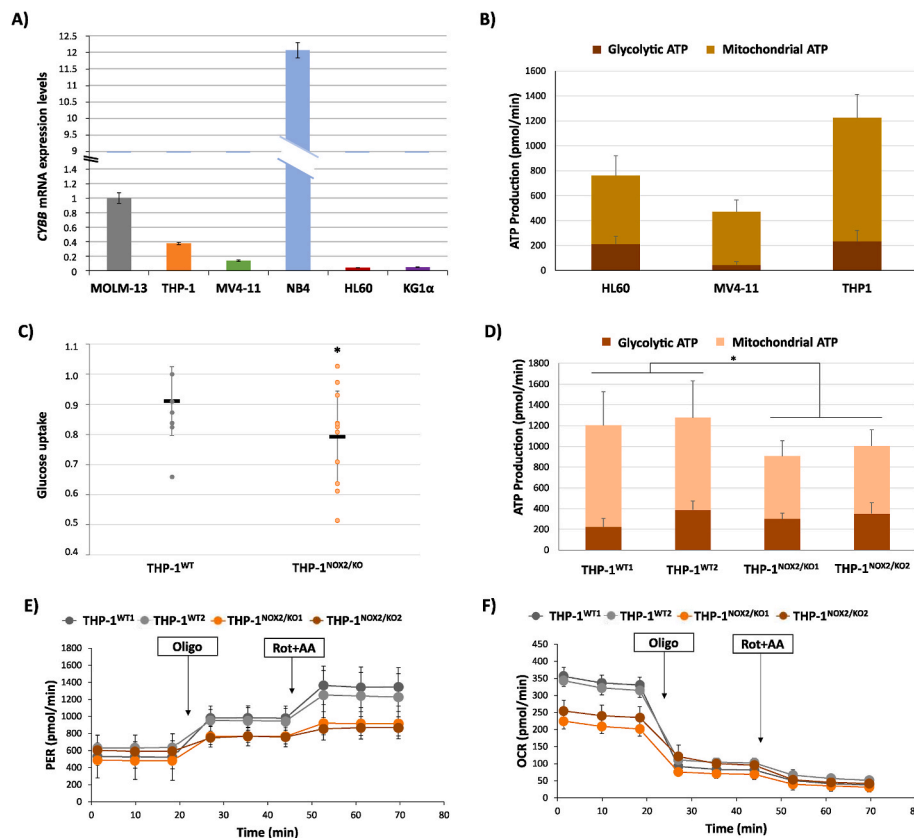 A)
CYBB mRNA expression levels
12.5
12
11.5
11
10.5
10
9.5
9
1.4
1.2
1
0.8
0.6
0.4
0.2
0
MOLM-13 THP-1 MV4-11 NB4 HL60 KG1α
B)
Glycolytic ATP Mitochondrial ATP
ATP Production (pmol/min)
1600
1400
1200
1000
800
600
400
200
0
HL60 MV4-11 THP1
C)
Glucose uptake
1.1
1.0
0.9
0.8
0.7
0.6
0.5
0.4
*
THP-1WT THP-1NOX2/KO
D)
Glycolytic ATP Mitochondrial ATP
*
ATP Production (pmol/min)
1800
1600
1400
1200
1000
800
600
400
200
0
THP-1WT1 THP-1WT2 THP-1NOX2/KO1 THP-1NOX2/KO2
E)
THP-1WT1 THP-1WT2 THP-1NOX2/KO1 THP-1NOX2/KO2
Oligo Rot+AA
PER (pmol/min)
1800
1600
1400
1200
1000
800
600
400
200
0
0 10 20 30 40 50 60 70 80
Time (min)
F)
THP-1WT1 THP-1WT2 THP-1NOX2/KO1 THP-1NOX2/KO2
Oligo Rot+AA
OCR (pmol/min)
450
400
350
300
250
200
150
100
50
0
0 10 20 30 40 50 60 70 80
Time (min)